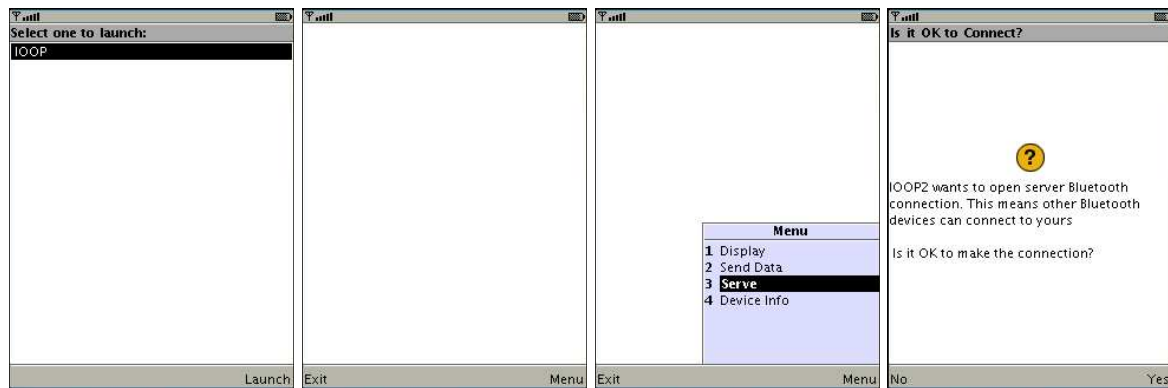 Select one to launch:
IOOP
Launch
Exit
Menu
Menu
1 Display
2 Send Data
3 Serve
4 Device Info
Exit
Menu
Is it OK to Connect?
IOOP2 wants to open server Bluetooth
connection. This means other Bluetooth
devices can connect to yours
Is it OK to make the connection?
No
Yes